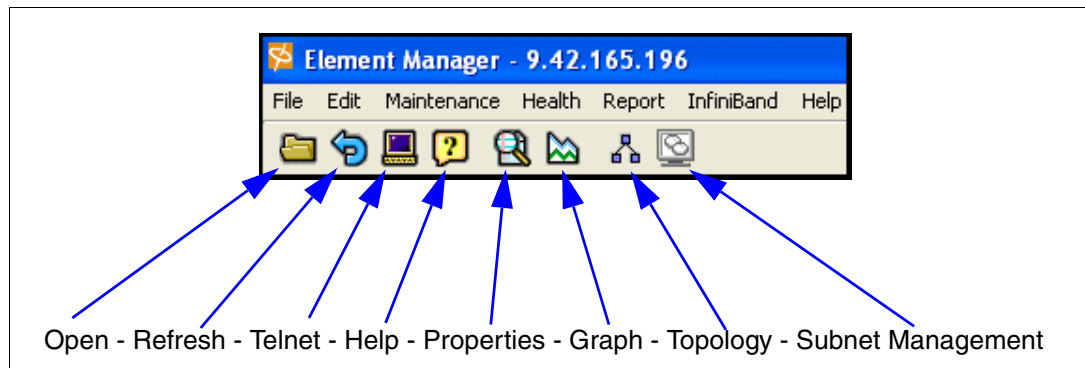 Element Manager - 9.42.165.196
File Edit Maintenance Health Report InfiniBand Help
?
Open - Refresh - Telnet - Help - Properties - Graph - Topology - Subnet Management